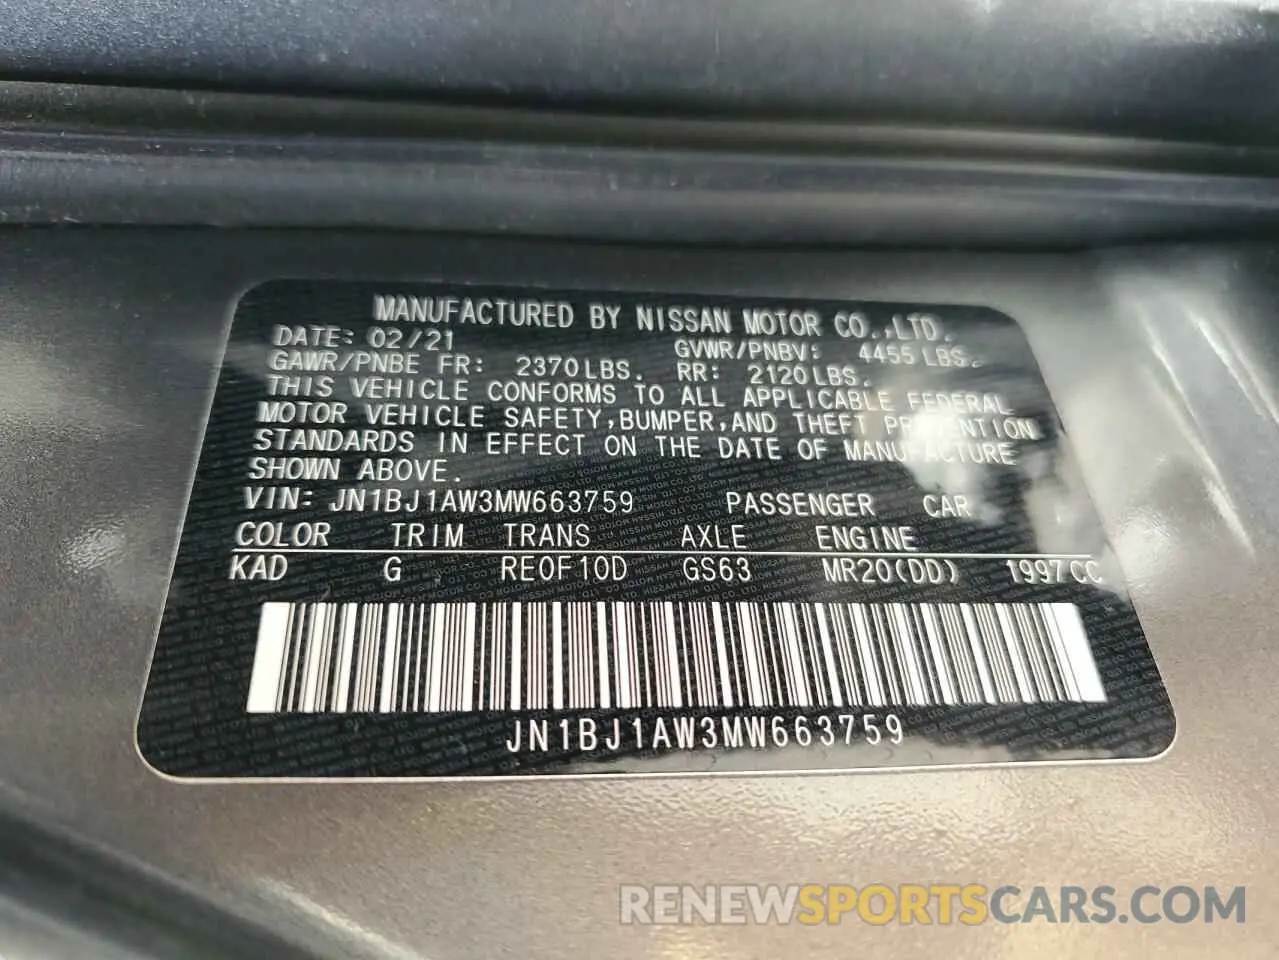 MANUFACTURED BY NISSAN MOTOR CO.,LTD.
DATE: 02/21 GVWR/PNBV: 4455 LBS.
GAWR/PNBE FR: 2370LBS. RR: 2120LBS.
THIS VEHICLE CONFORMS TO ALL APPLICABLE FEDERAL
MOTOR VEHICLE SAFETY, BUMPER, AND THEFT PREVENTION
STANDARDS IN EFFECT ON THE DATE OF MANUFACTURE
SHOWN ABOVE.
VIN: JN1BJ1AW3MW663759 PASSENGER CAR
COLOR TRIM TRANS AXLE ENGINE
KAD G RE0F10D GS63 MR20(DD) 1997CC
JN1BJ1AW3MW663759
RENEWSPORTSCARS.COM